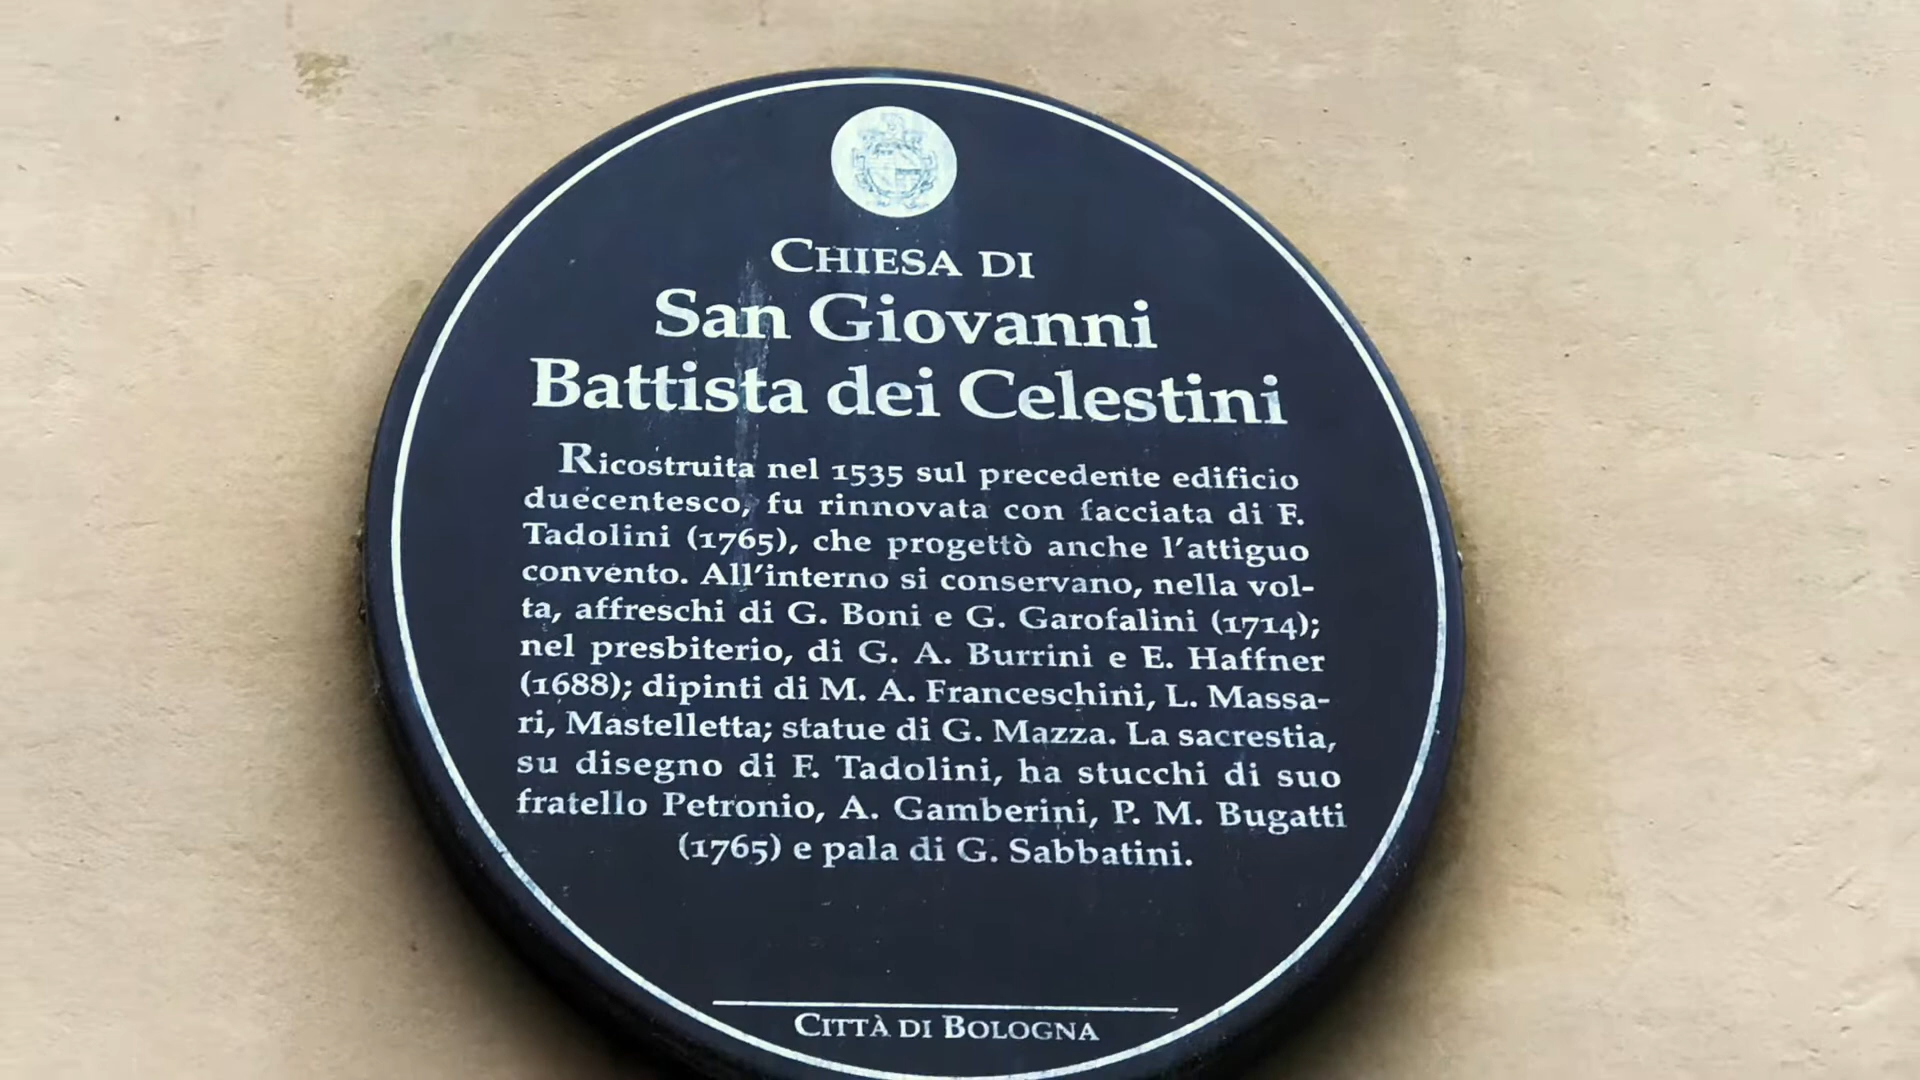 CHIESA DI
San Giovanni
Battista dei Celestini
Ricostruita nel 1535 sul precedente edificio
duecentesco, fu rinnovata con facciata di F.
Tadolini (1765), che progettò anche l'attiguo
convento. All'interno si conservano, nella vol-
ta, affreschi di G. Boni e G. Garofalini (1714);
nel presbiterio, di G. A. Burrini e E. Haffner
(1688); dipinti di M. A. Franceschini, L. Massa-
ri, Mastelletta; statue di G. Mazza. La sacrestia,
su disegno di F. Tadolini, ha stucchi di suo
fratello Petronio, A. Gamberini, P. M. Bugatti
(1765) e pala di G. Sabbatini.
CITTÀ DI BOLOGNA